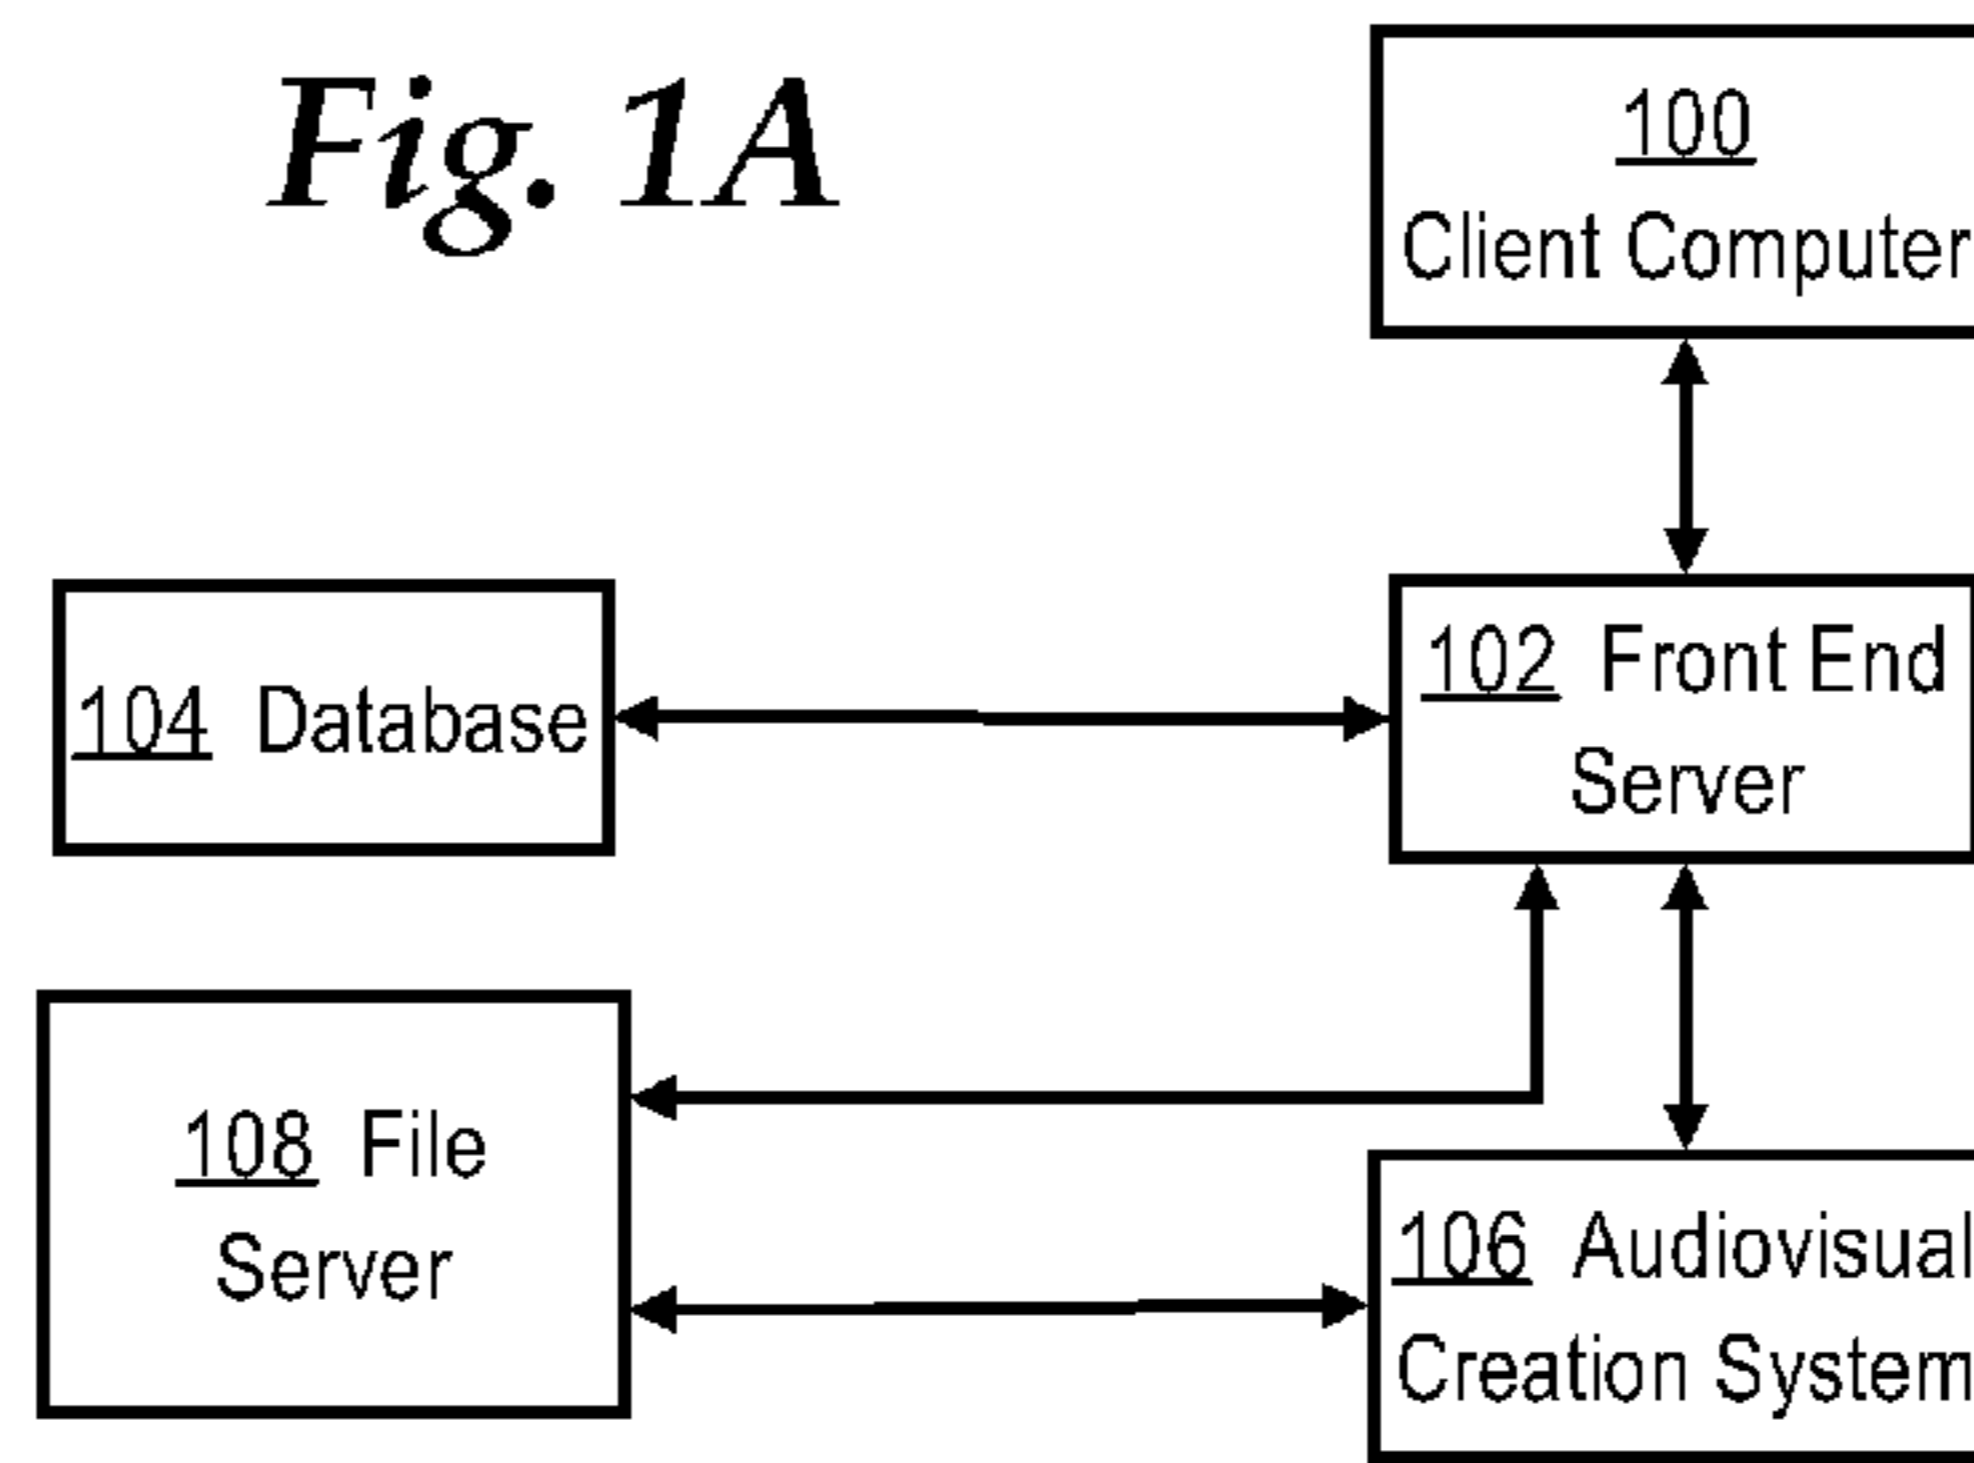 Fig. 1A
100
Client Computer
102 Front End
Server
104 Database
108 File
Server
106 Audiovisual
Creation System